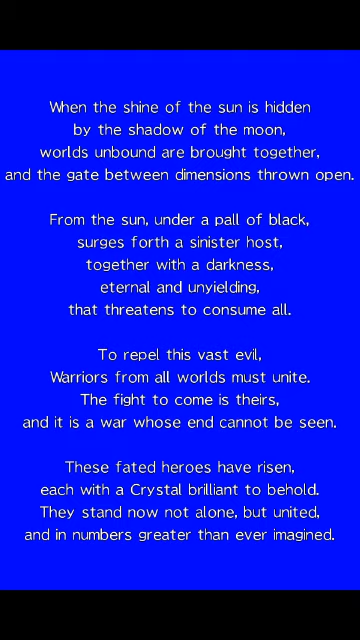 When the shine of the sun is hidden
by the shadow of the moon,
worlds unbound are brought together,
and the gate between dimensions thrown open.
From the sun, under a pall of black,
surges forth a sinister host,
together with a darkness,
eternal and unyielding,
that threatens to consume all.
To repel this vast evil,
Warriors from all worlds must unite.
The fight to come is theirs,
and it is a war whose end cannot be seen.
These fated heroes have risen,
each with a Crystal brilliant to behold.
They stand now not alone, but united,
and in numbers greater than ever imagined.